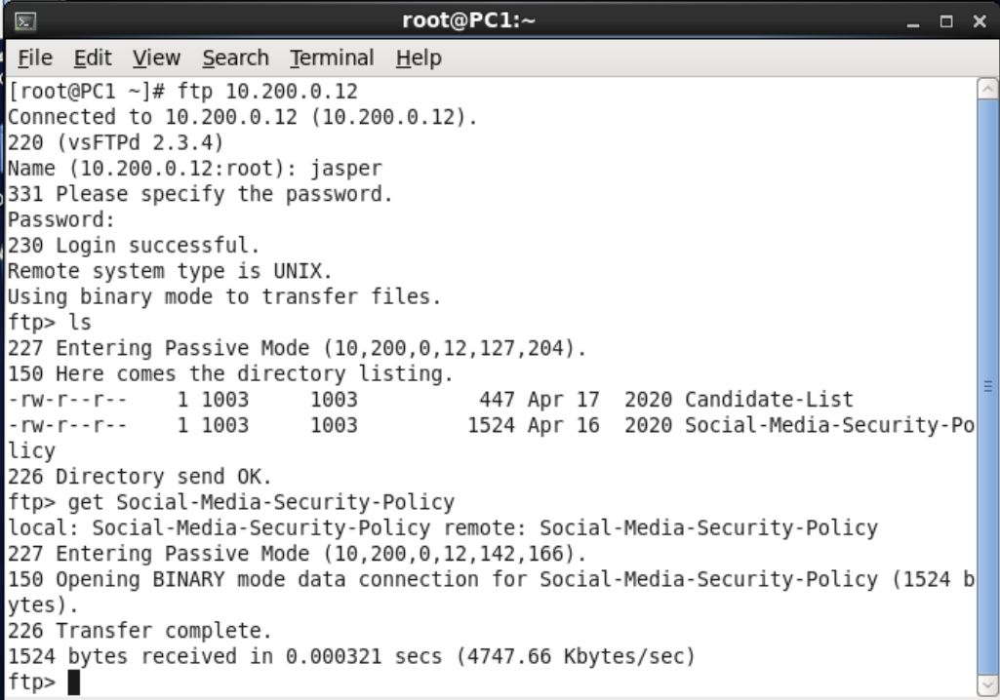 root@PC1:~
File Edit View Search Terminal Help
[root@PC1 ~]# ftp 10.200.0.12
Connected to 10.200.0.12 (10.200.0.12).
220 (vsFTPd 2.3.4)
Name (10.200.0.12:root): jasper
331 Please specify the password.
Password:
230 Login successful.
Remote system type is UNIX.
Using binary mode to transfer files.
ftp> ls
227 Entering Passive Mode (10,200,0,12,127,204).
150 Here comes the directory listing.
-rw-r--r--    1 1003     1003          447 Apr 17  2020 Candidate-List
-rw-r--r--    1 1003     1003         1524 Apr 16  2020 Social-Media-Security-Po
licy
226 Directory send OK.
ftp> get Social-Media-Security-Policy
local: Social-Media-Security-Policy remote: Social-Media-Security-Policy
227 Entering Passive Mode (10,200,0,12,142,166).
150 Opening BINARY mode data connection for Social-Media-Security-Policy (1524 b
ytes).
226 Transfer complete.
1524 bytes received in 0.000321 secs (4747.66 Kbytes/sec)
ftp>